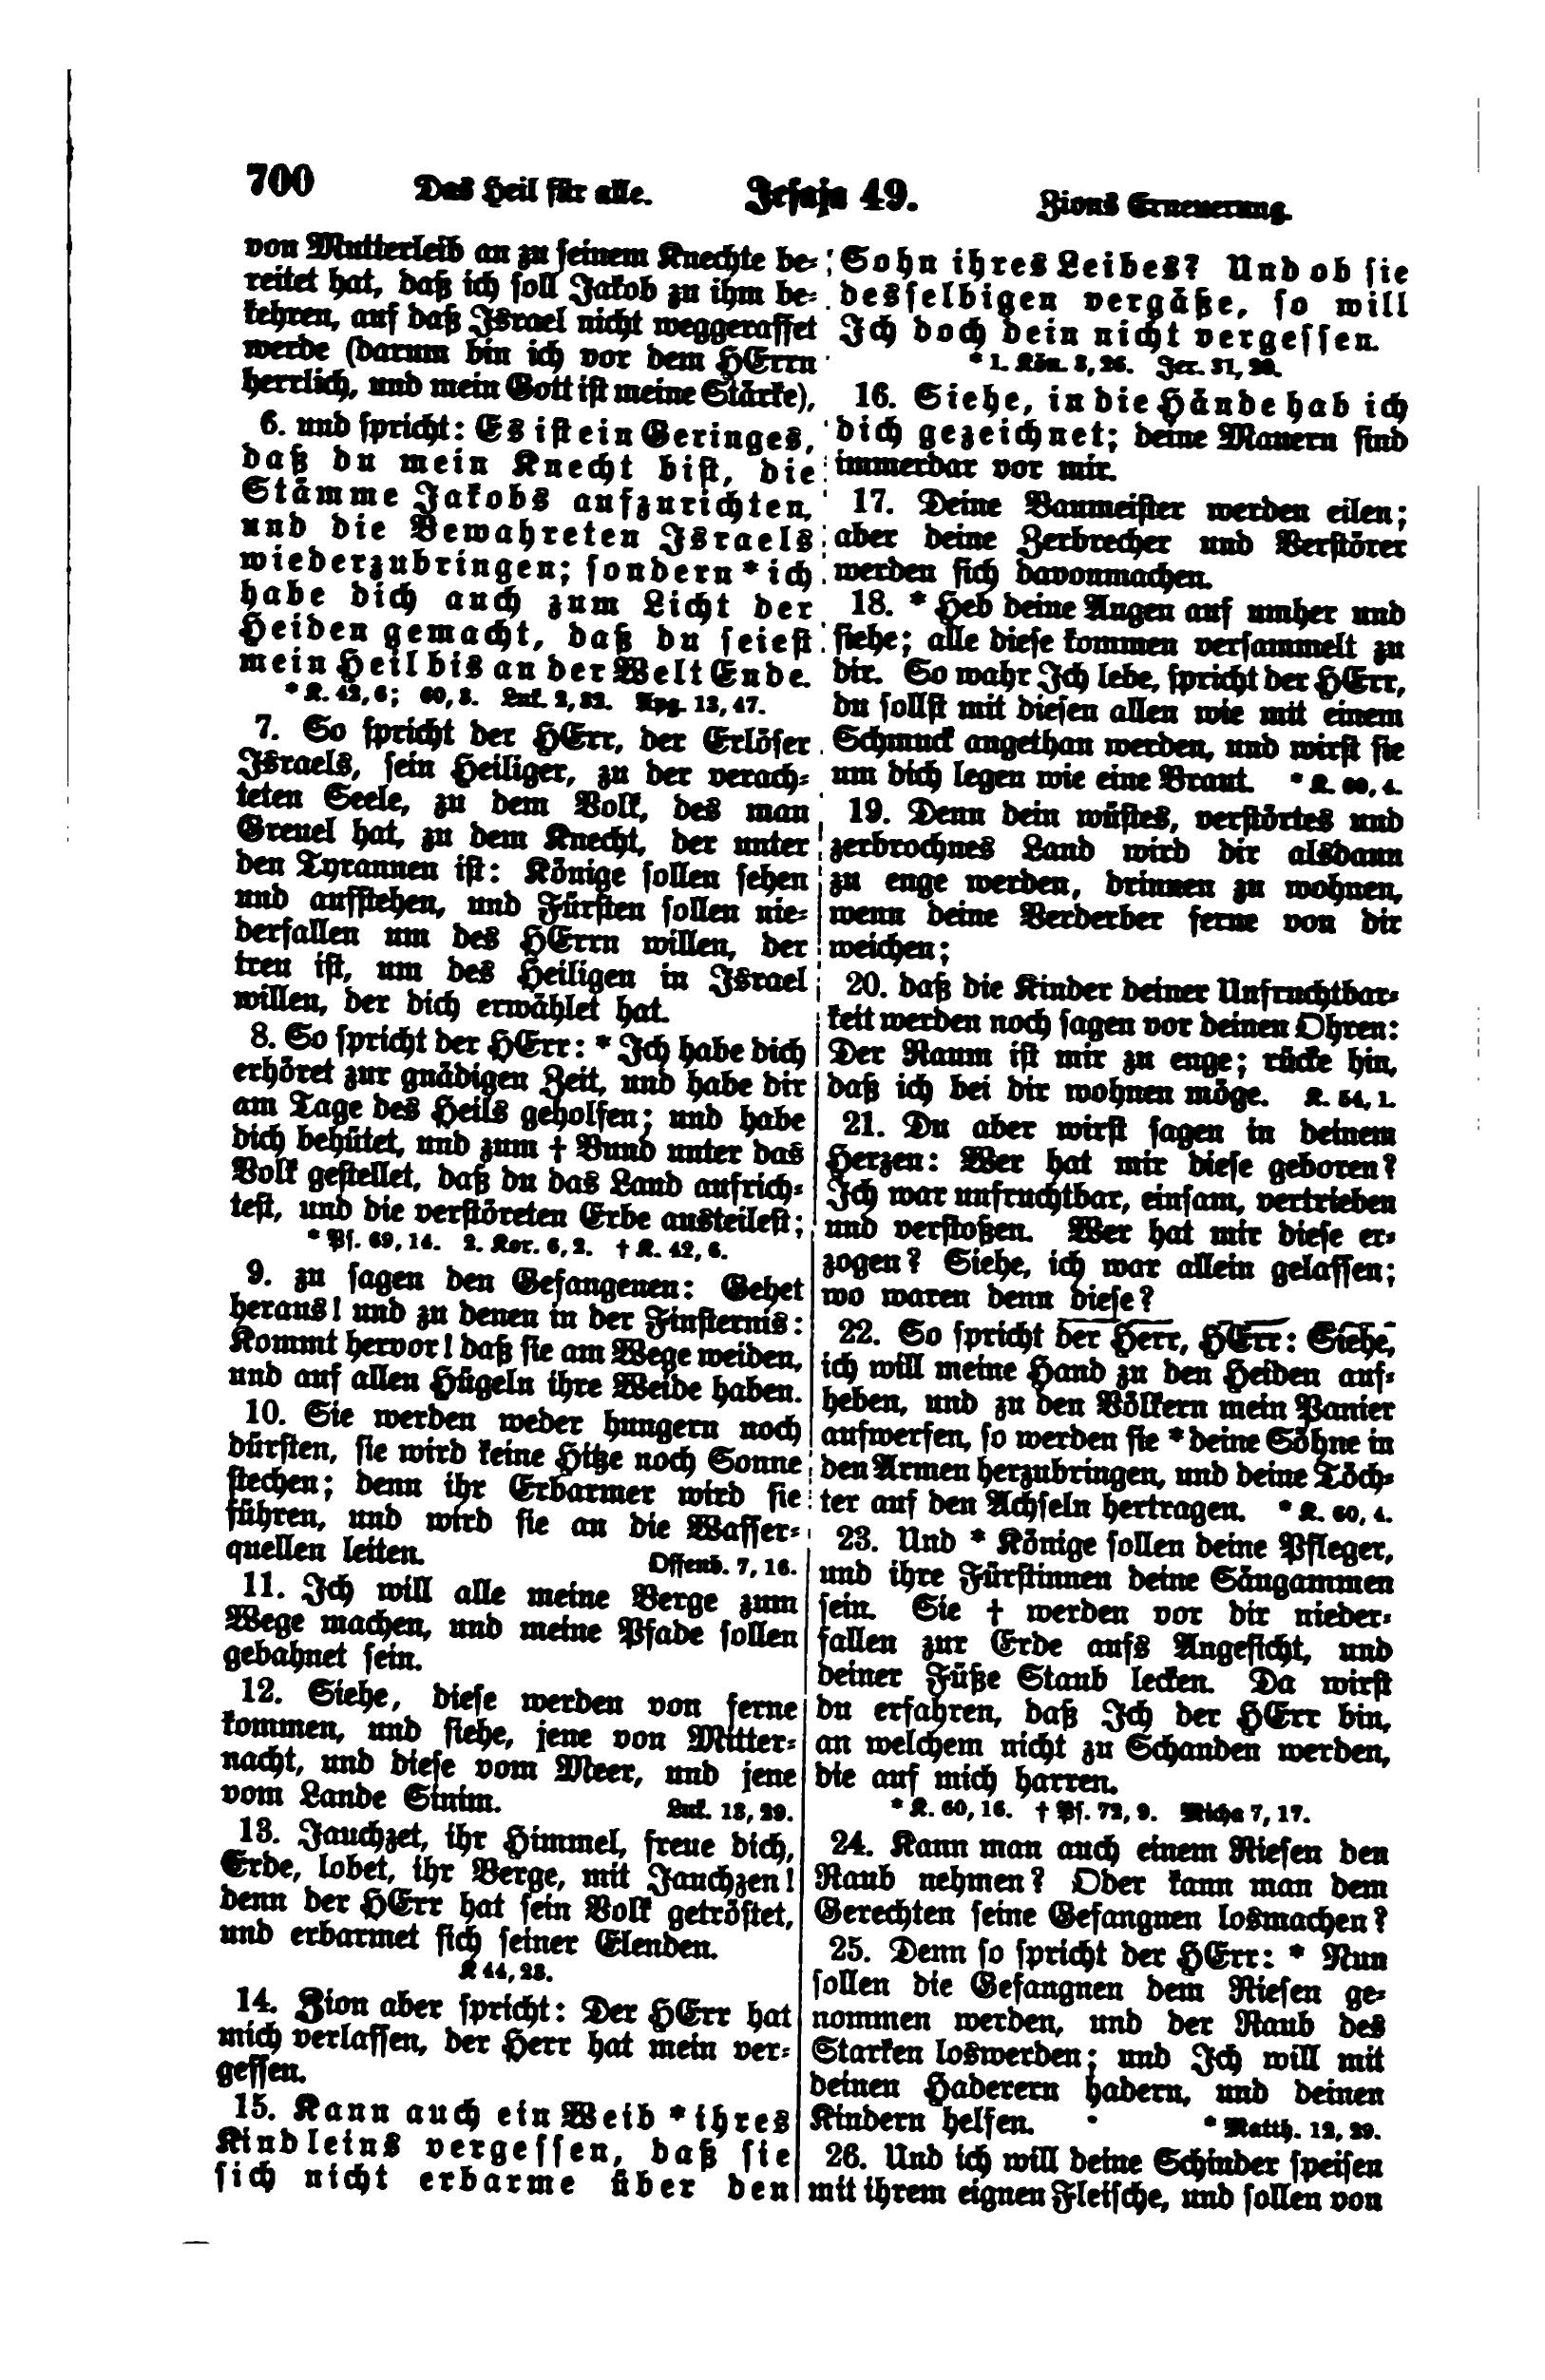 700 Das Heil für alle. Jesaja 49. Zions Erneuerung.
von Mutterleib an zu seinem Knechte be-
reitet hat, daß ich soll Jakob zu ihm be-
kehren, auf daß Israel nicht weggeraffet
werde (darum bin ich vor dem HErrn
herrlich, und mein Gott ist meine Stärke),
6. und spricht: Es ist ein Geringes,
daß du mein Knecht bist, die
Stämme Jakobs aufzurichten,
und die Bewahreten Israels
wiederzubringen; sondern * ich
habe dich auch zum Licht der
Heiden gemacht, daß du seiest
mein Heil bis an der Welt Ende.
* K. 42, 6; 60, 3. Luk. 2, 32. Apg. 13, 47.
7. So spricht der HErr, der Erlöser
Israels, sein Heiliger, zu der verach-
teten Seele, zu dem Volk, des man
Greuel hat, zu dem Knecht, der unter
den Tyrannen ist: Könige sollen sehen
und aufstehen, und Fürsten sollen nie-
derfallen um des HErrn willen, der
treu ist, um des Heiligen in Israel
willen, der dich erwählet hat.
8. So spricht der HErr: * Ich habe dich
erhöret zur gnädigen Zeit, und habe dir
am Tage des Heils geholfen; und habe
dich behütet, und zum † Bund unter das
Volk gestellet, daß du das Land aufrich-
test, und die verstöreten Erbe austeilest;
* Ps. 69, 14. 2. Kor. 6, 2. † K. 42, 6.
9. zu sagen den Gefangenen: Gehet
heraus! und zu denen in der Finsternis:
Kommt hervor! daß sie am Wege weiden,
und auf allen Hügeln ihre Weide haben.
10. Sie werden weder hungern noch
dürsten, sie wird keine Hitze noch Sonne
stechen; denn ihr Erbarmer wird sie
führen, und wird sie an die Wasser-
quellen leiten. Offenb. 7, 16.
11. Ich will alle meine Berge zum
Wege machen, und meine Pfade sollen
gebahnet sein.
12. Siehe, diese werden von ferne
kommen, und siehe, jene von Mitter-
nacht, und diese vom Meer, und jene
vom Lande Sinim. Luk. 13, 29.
13. Jauchzet, ihr Himmel, freue dich,
Erde, lobet, ihr Berge, mit Jauchzen!
denn der HErr hat sein Volk getröstet,
und erbarmet sich seiner Elenden.
K 44, 23.
14. Zion aber spricht: Der HErr hat
mich verlassen, der Herr hat mein ver-
gessen.
15. Kann auch ein Weib * ihres
Kindleins vergessen, daß sie
sich nicht erbarme über den
Sohn ihres Leibes? Und ob sie
desselbigen vergäße, so will
Ich doch dein nicht vergessen.
* 1. Kön. 3, 26. Jer. 31, 20.
16. Siehe, in die Hände hab ich
dich gezeichnet; deine Mauern sind
immerdar vor mir.
17. Deine Baumeister werden eilen;
aber deine Zerbrecher und Verstörer
werden sich davonmachen.
18. * Heb deine Augen auf umher und
siehe; alle diese kommen versammelt zu
dir. So wahr Ich lebe, spricht der HErr,
du sollst mit diesen allen wie mit einem
Schmuck angethan werden, und wirst sie
um dich legen wie eine Braut. * K. 60, 4.
19. Denn dein wüstes, verstörtes und
zerbrochnes Land wird dir alsdann
zu enge werden, drinnen zu wohnen,
wenn deine Verderber ferne von dir
weichen;
20. daß die Kinder deiner Unfruchtbar-
keit werden noch sagen vor deinen Ohren:
Der Raum ist mir zu enge; rücke hin,
daß ich bei dir wohnen möge. K. 54, 1.
21. Du aber wirst sagen in deinem
Herzen: Wer hat mir diese geboren?
Ich war unfruchtbar, einsam, vertrieben
und verstoßen. Wer hat mir diese er-
zogen? Siehe, ich war allein gelassen;
wo waren denn diese?
22. So spricht der Herr, HErr: Siehe,
ich will meine Hand zu den Heiden auf-
heben, und zu den Völkern mein Panier
aufwerfen, so werden sie * deine Söhne in
den Armen herzubringen, und deine Töch-
ter auf den Achseln hertragen. * K. 60, 4.
23. Und * Könige sollen deine Pfleger,
und ihre Fürstinnen deine Säugammen
sein. Sie † werden vor dir nieder-
fallen zur Erde aufs Angesicht, und
deiner Füße Staub lecken. Da wirst
du erfahren, daß Ich der HErr bin,
an welchem nicht zu Schanden werden,
die auf mich harren.
* K. 60, 16. † Ps. 72, 9. Micha 7, 17.
24. Kann man auch einem Riesen den
Raub nehmen? Oder kann man dem
Gerechten seine Gefangnen losmachen?
25. Denn so spricht der HErr: * Nun
sollen die Gefangnen dem Riesen ge-
nommen werden, und der Raub des
Starken loswerden; und Ich will mit
deinen Haderern hadern, und deinen
Kindern helfen. * Matth. 12, 29.
26. Und ich will deine Schinder speisen
mit ihrem eignen Fleische, und sollen von